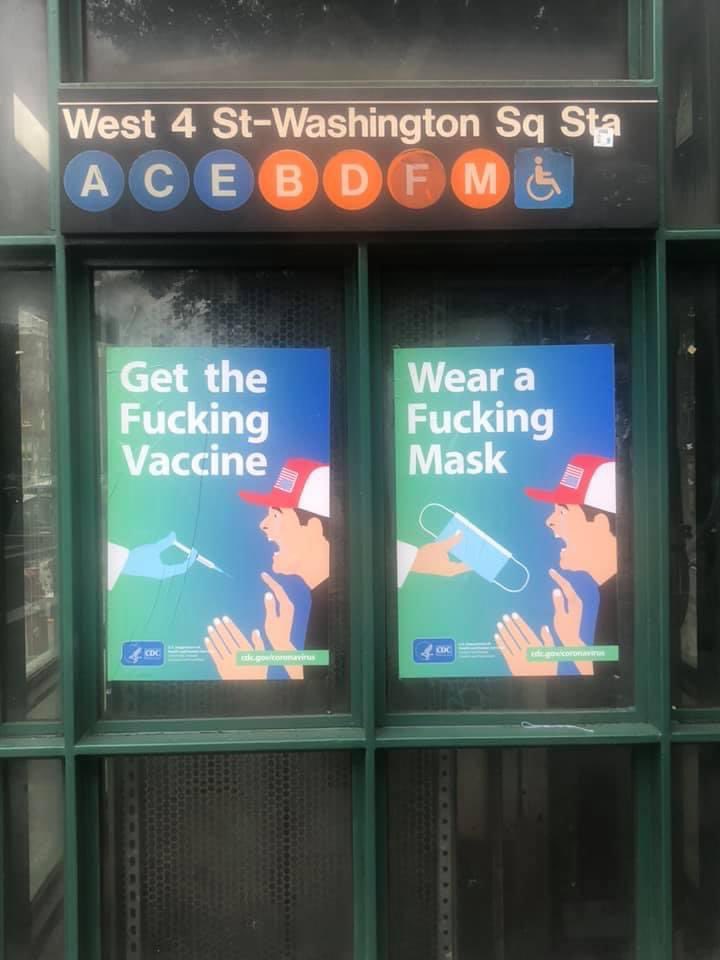 West 4 St-Washington Sq Sta
A C E B D F M
Get the
Fucking
Vaccine
CDC
cdc.gov/coronavirus
Wear a
Fucking
Mask
CDC
cdc.gov/coronavirus